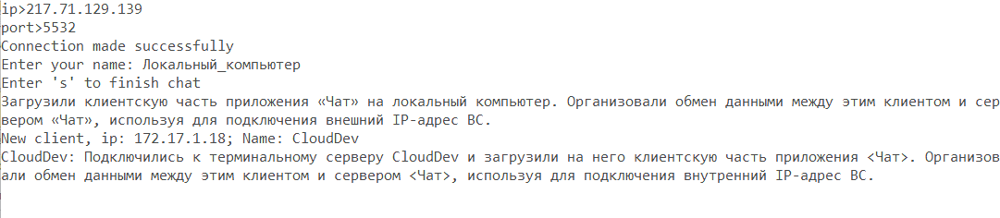 ip>217.71.129.139
port>5532
Connection made successfully
Enter your name: Локальный_компьютер
Enter 's' to finish chat
Загрузили клиентскую часть приложения «Чат» на локальный компьютер. Организовали обмен данными между этим клиентом и сер
вером «Чат», используя для подключения внешний IP-адрес ВС.
New client, ip: 172.17.1.18; Name: CloudDev
CloudDev: Подключились к терминальному серверу CloudDev и загрузили на него клиентскую часть приложения <Чат>. Организов
али обмен данными между этим клиентом и сервером <Чат>, используя для подключения внутренний IP-адрес ВС.